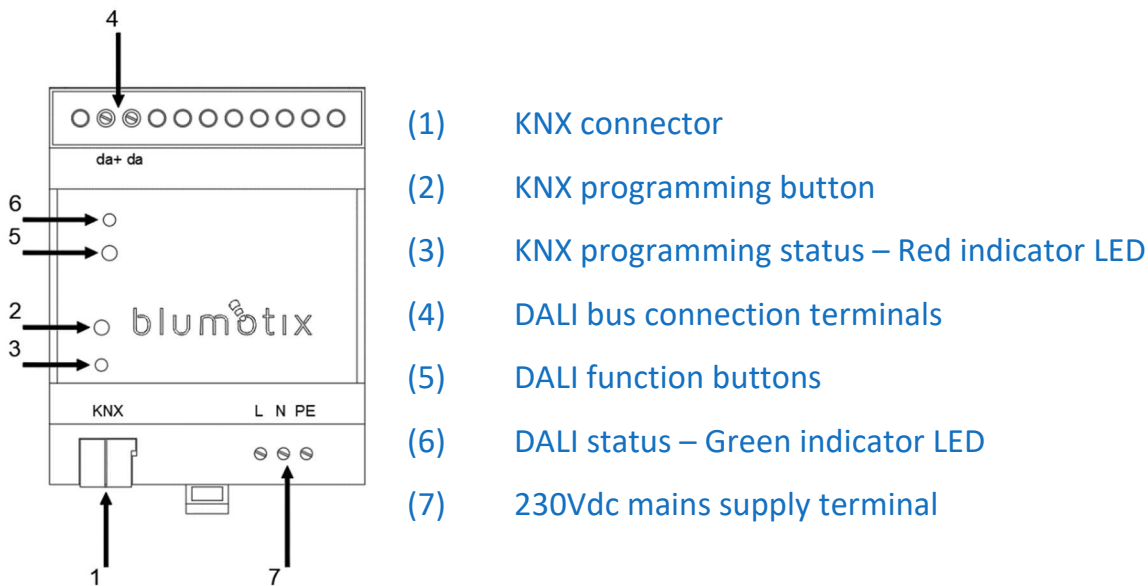 4
da+ da
6
5
2
blumotix
3
KNX
L N PE
1
7
(1) KNX connector
(2) KNX programming button
(3) KNX programming status – Red indicator LED
(4) DALI bus connection terminals
(5) DALI function buttons
(6) DALI status – Green indicator LED
(7) 230Vdc mains supply terminal